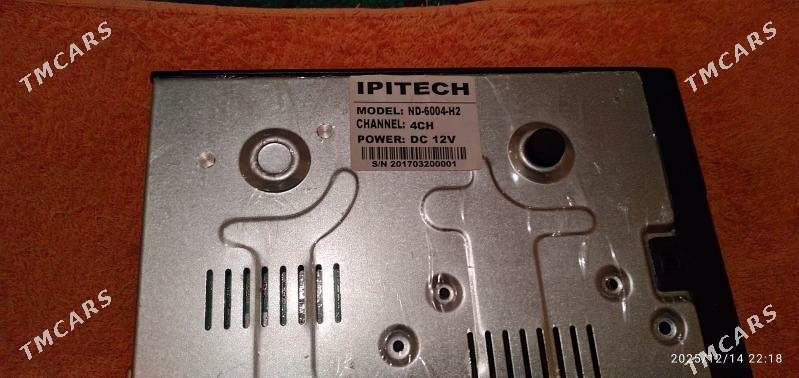 TMCARS
TMCARS
IPITECH
MODEL: ND-6004-H2
CHANNEL: 4CH
POWER: DC 12V
S/N 201703200001
TMCARS
TMCARS
2025/12/14 22:18